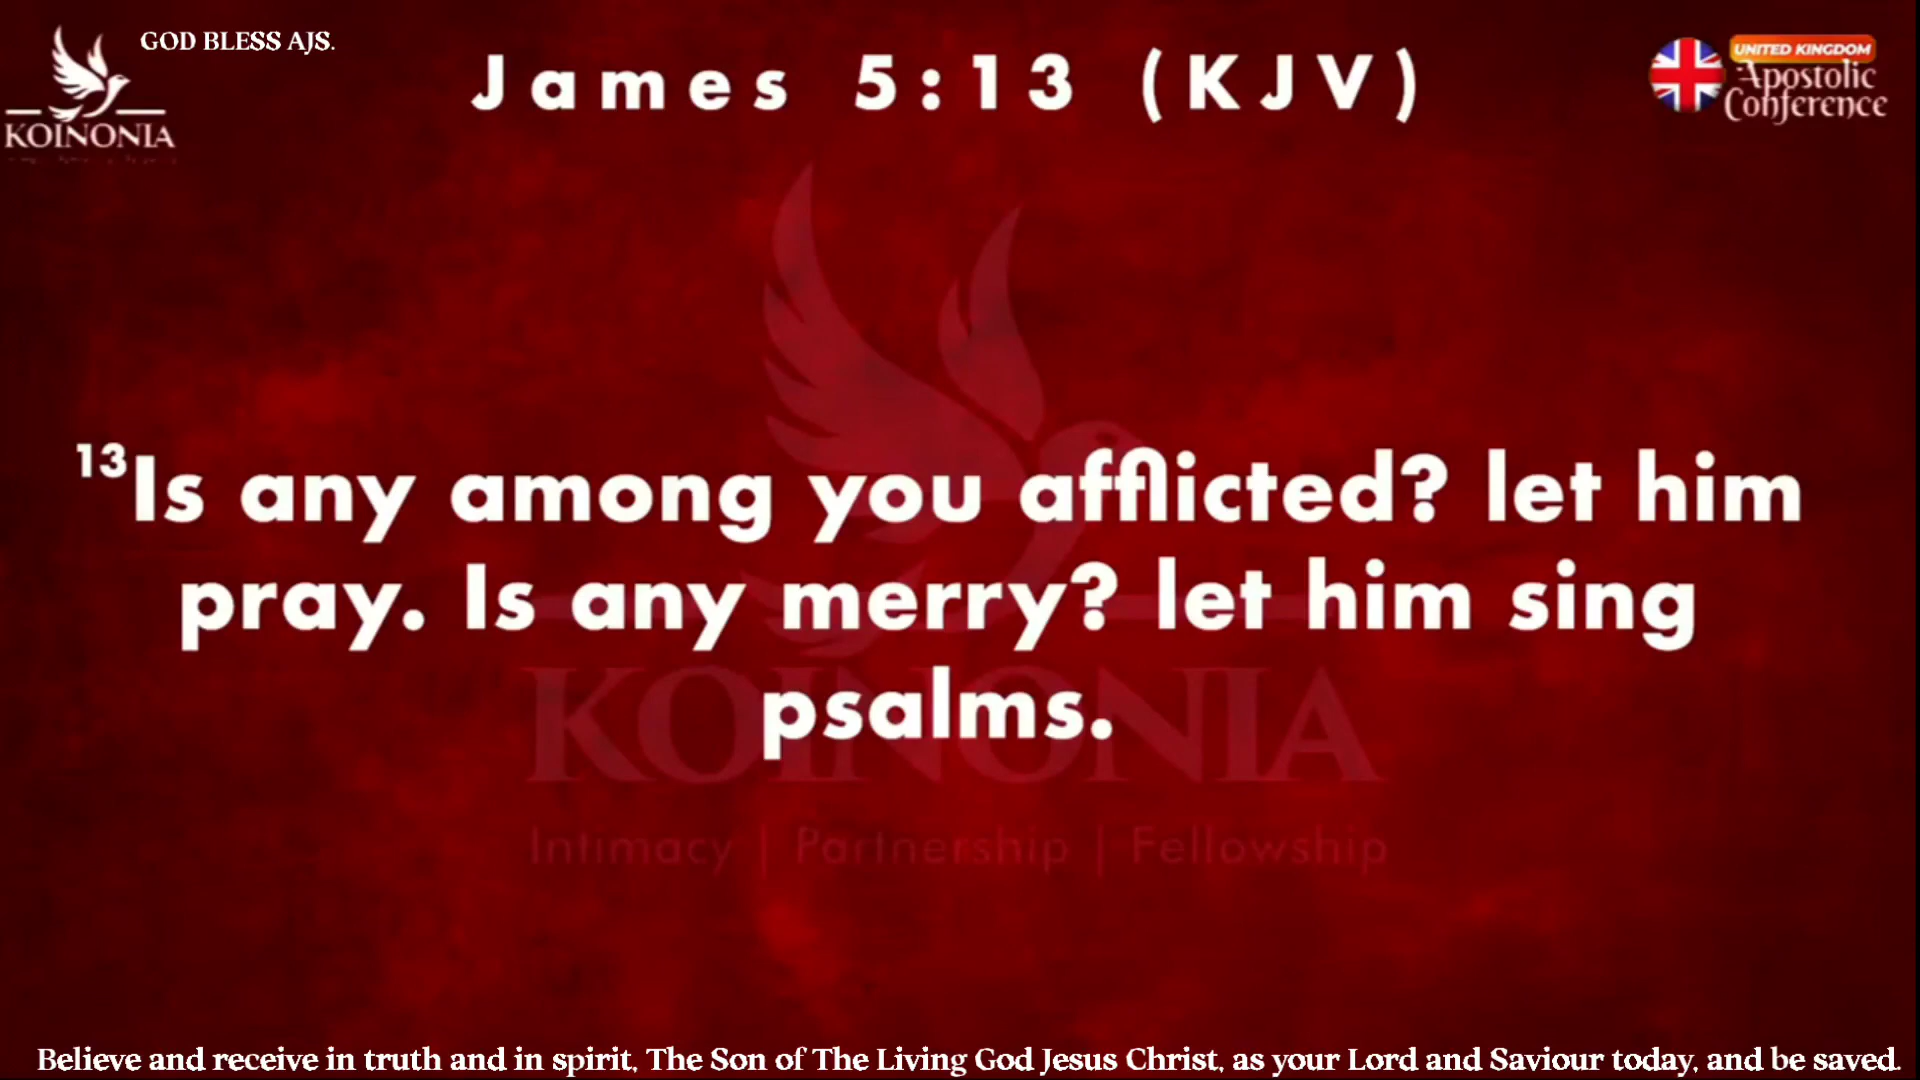 GOD BLESS AJS.
KOINONIA
James 5:13 (KJV)
UNITED KINGDOM
Apostolic
Conference
13Is any among you afflicted? let him
pray. Is any merry? let him sing
psalms.
KOINONIA
Intimacy | Partnership | Fellowship
Believe and receive in truth and in spirit, The Son of The Living God Jesus Christ, as your Lord and Saviour today, and be saved.